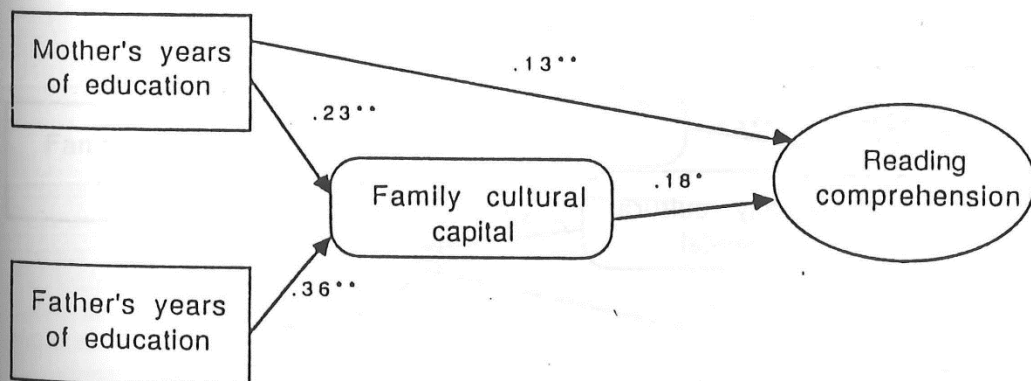 Mother's years
of education
.13**
.23**
Family cultural
capital
.18*
Reading
comprehension
.36**
Father's years
of education